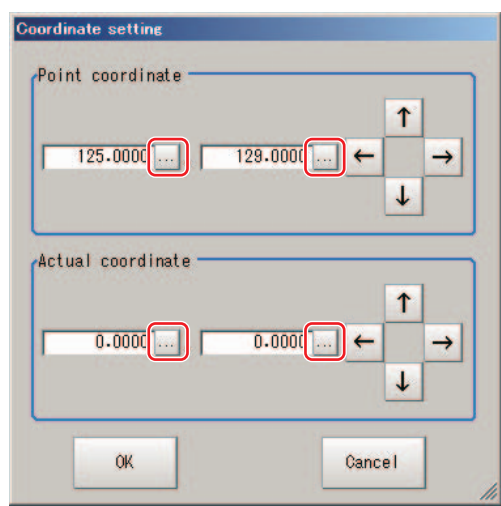 Coordinate setting
Point coordinate
↑
125.0000 ... 129.0000 ... ← →
↓
Actual coordinate
↑
0.0000 ... 0.0000 ... ← →
↓
OK Cancel